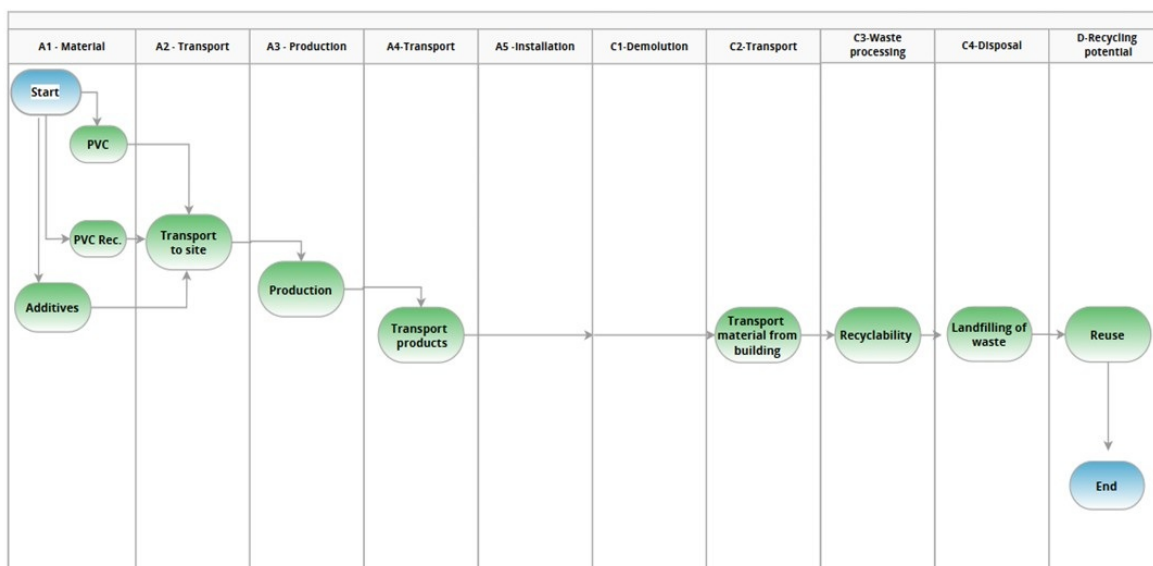 A1 - Material
A2 - Transport
A3 - Production
A4-Transport
A5 -Installation
C1-Demolution
C2-Transport
C3-Waste
processing
C4-Disposal
D-Recycling
potential
Start
PVC
PVC Rec.
Additives
Transport
to site
Production
Transport
products
Transport
material from
building
Recyclability
Landfilling of
waste
Reuse
End